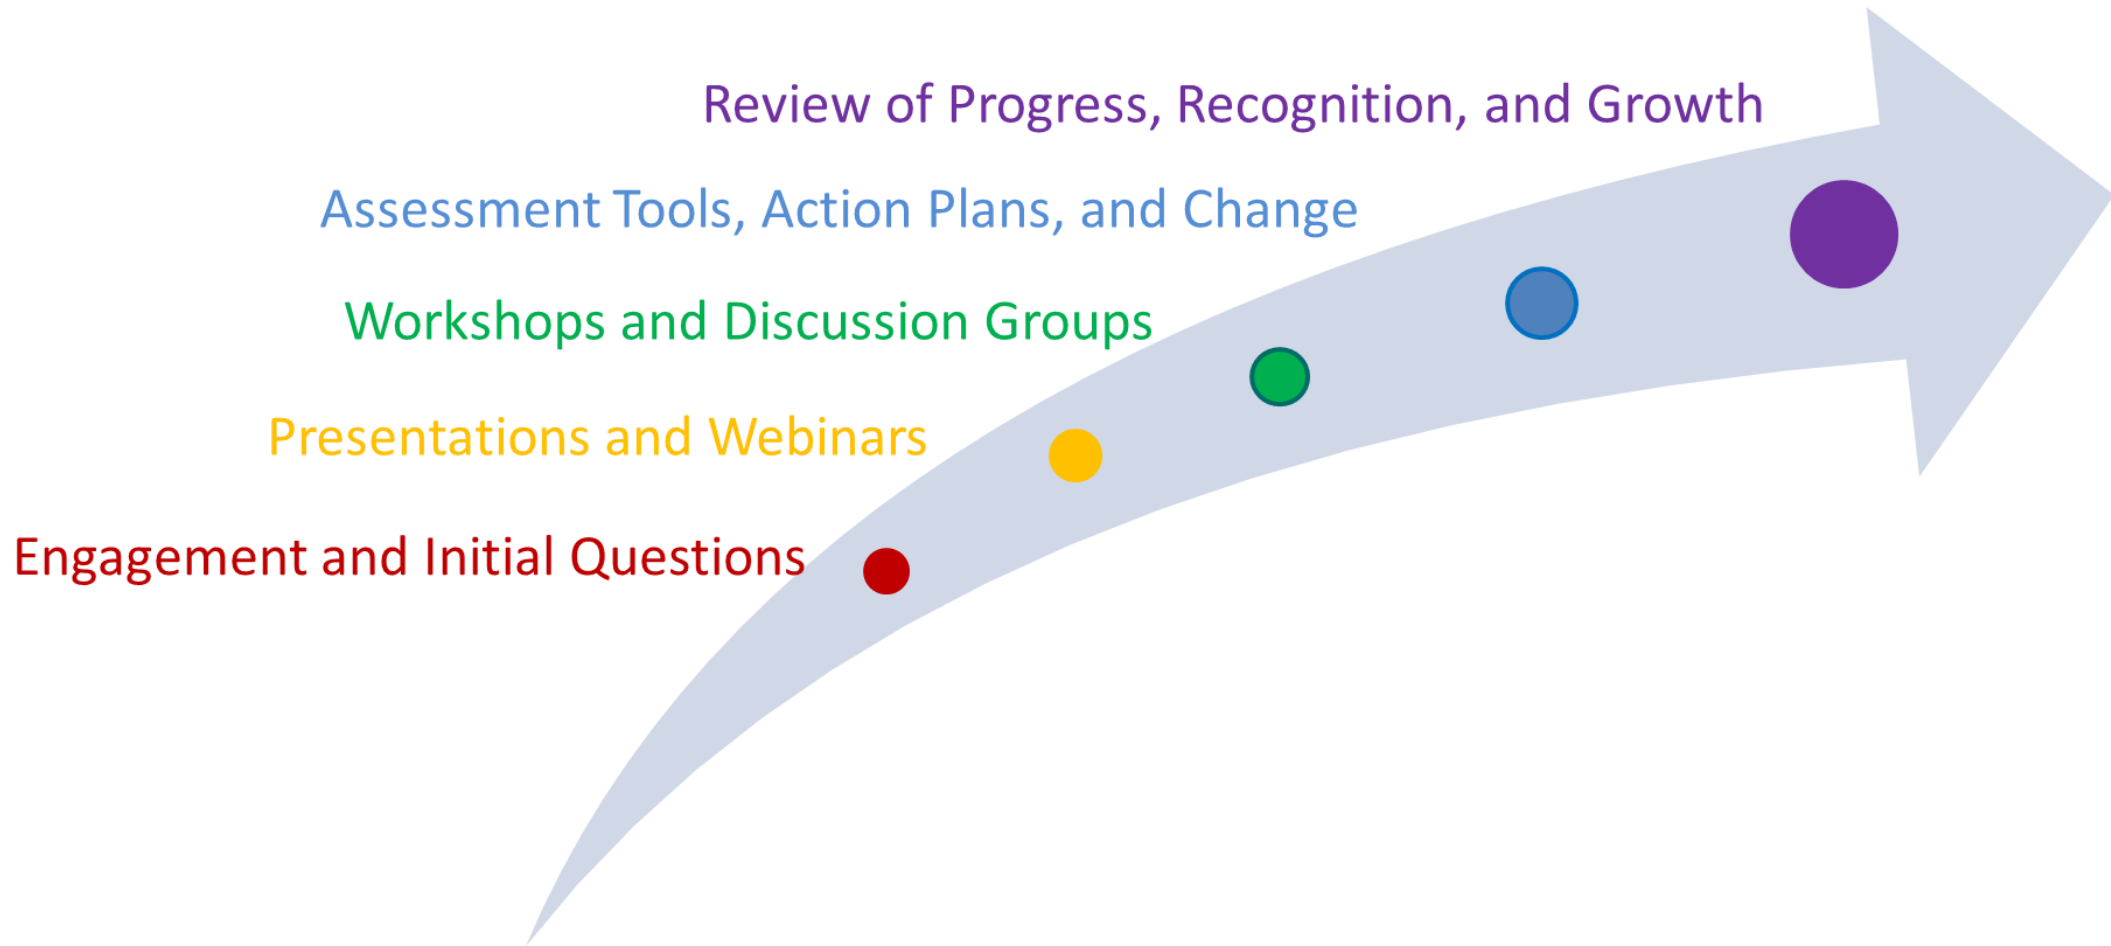 Review of Progress, Recognition, and Growth
Assessment Tools, Action Plans, and Change
Workshops and Discussion Groups
Presentations and Webinars
Engagement and Initial Questions